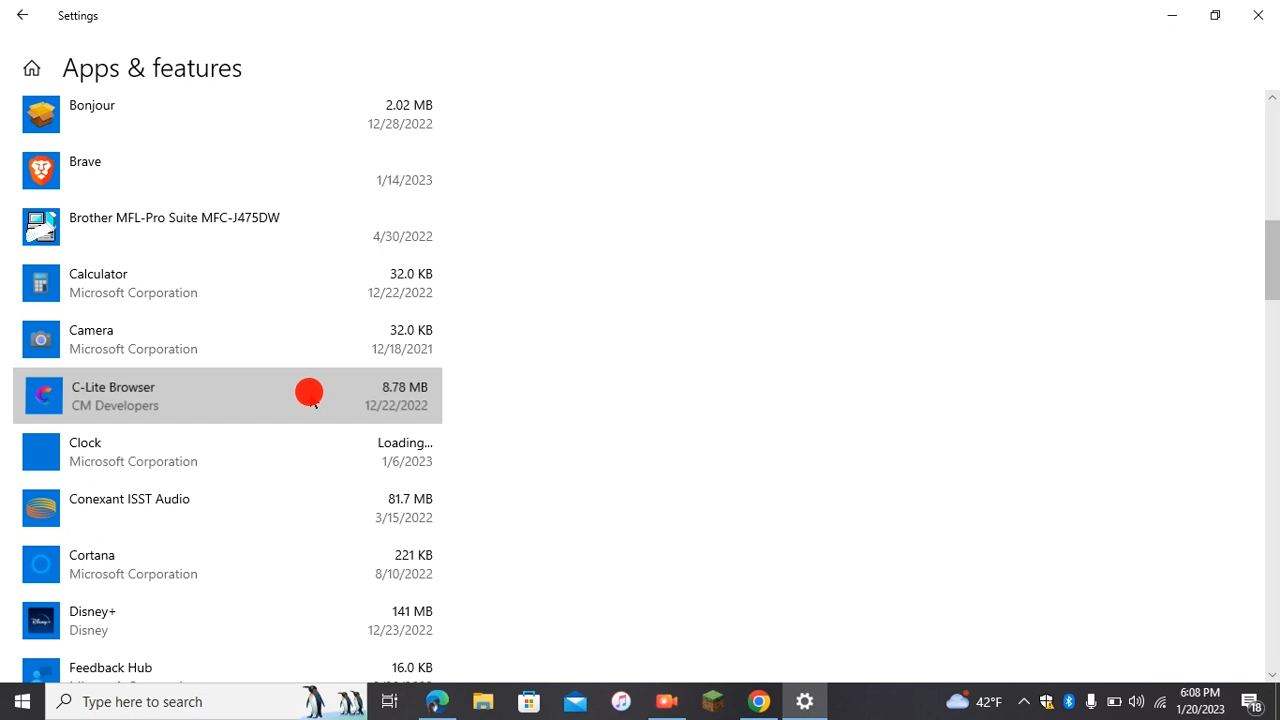 Settings
Apps & features
Bonjour 2.02 MB
12/28/2022
Brave
1/14/2023
Brother MFL-Pro Suite MFC-J475DW
4/30/2022
Calculator 32.0 KB
Microsoft Corporation 12/22/2022
Camera 32.0 KB
Microsoft Corporation 12/18/2021
C-Lite Browser 8.78 MB
CM Developers 12/22/2022
Clock Loading...
Microsoft Corporation 1/6/2023
Conexant ISST Audio 81.7 MB
3/15/2022
Cortana 221 KB
Microsoft Corporation 8/10/2022
Disney+ 141 MB
Disney 12/23/2022
Feedback Hub 16.0 KB
Type here to search
42°F
6:08 PM
1/20/2023
18